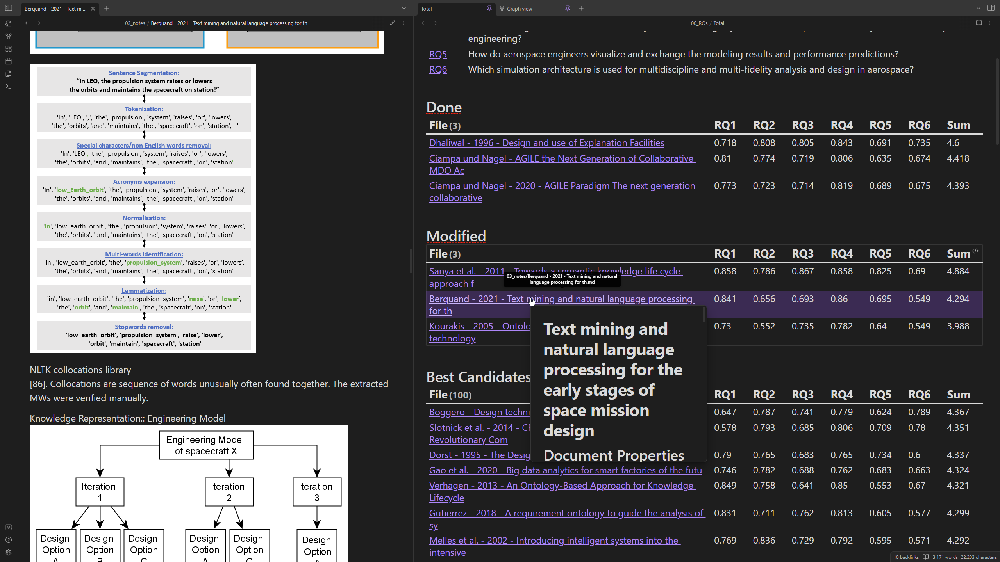 Berquand - 2021 - Text mi...
03_notes / Berquand - 2021 - Text mining and natural language processing for th
Sentence Segmentation:
“In LEO, the propulsion system raises or lowers
the orbits and maintains the spacecraft on station!”
Tokenization:
'In', 'LEO', ',', 'the', 'propulsion', 'system', 'raises', 'or', 'lowers’,
'the', 'orbits', 'and', 'maintains', 'the', 'spacecraft', 'on', 'station’, '!'
Special characters/non English words removal:
'In', 'LEO', 'the', 'propulsion', 'system', 'raises', 'or', 'lowers’,
'the', 'orbits', 'and', 'maintains', 'the', 'spacecraft', 'on', 'station'
Acronyms expansion:
'In', 'low_Earth_orbit', 'the', 'propulsion', 'system', 'raises', 'or', 'lowers’,
'the', 'orbits', 'and', 'maintains', 'the', 'spacecraft', 'on', 'station'
Normalisation:
'in', 'low_earth_orbit', 'the', 'propulsion', 'system', 'raises', 'or', 'lowers’,
'the', 'orbits', 'and', 'maintains', 'the', 'spacecraft', 'on', 'station'
Multi-words identification:
'in', 'low_earth_orbit', 'the', 'propulsion_system', 'raises', 'or', 'lowers’,
'the', 'orbits', 'and', 'maintains', 'the', 'spacecraft', 'on', 'station'
Lemmatization:
'in', 'low_earth_orbit', 'the', 'propulsion_system', 'raise', 'or', 'lower’,
'the', 'orbit', 'and', 'maintain', 'the', 'spacecraft', 'on', 'station'
Stopwords removal:
‘low_earth_orbit', 'propulsion_system', 'raise', 'lower’,
'orbit', 'maintain', 'spacecraft', 'station'
NLTK collocations library
[86]. Collocations are sequence of words unusually often found together. The extracted
MWs were verified manually.
Knowledge Representation:: Engineering Model
Engineering Model
of spacecraft X
Iteration
1
Iteration
2
Iteration
3
Design
Option
A
Design
Option
B
Design
Option
C
Design
Option
A
Design
Option
C
Design
Option
A
Total
Graph view
00_RQs / Total
engineering?
RQ5 How do aerospace engineers visualize and exchange the modeling results and performance predictions?
RQ6 Which simulation architecture is used for multidiscipline and multi-fidelity analysis and design in aerospace?
Done
File (3) RQ1 RQ2 RQ3 RQ4 RQ5 RQ6 Sum
Dhaliwal - 1996 - Design and use of Explanation Facilities 0.718 0.808 0.805 0.843 0.691 0.735 4.6
Ciampa und Nagel - AGILE the Next Generation of Collaborative 0.81 0.774 0.719 0.806 0.635 0.674 4.418
MDO Ac
Ciampa und Nagel - 2020 - AGILE Paradigm The next generation 0.773 0.723 0.714 0.819 0.689 0.675 4.393
collaborative
Modified
File (3) RQ1 RQ2 RQ3 RQ4 RQ5 RQ6 Sum
Sanya et al. - 2011 - Towards a semantic knowledge life cycle 0.858 0.786 0.867 0.858 0.825 0.69 4.884
approach f
03_notes/Berquand - 2021 - Text mining and natural
language processing for th.md
Berquand - 2021 - Text mining and natural language processing 0.841 0.656 0.693 0.86 0.695 0.549 4.294
for th
Kourakis - 2005 - Ontolo 0.73 0.552 0.735 0.782 0.64 0.549 3.988
technology
Text mining and
natural language
processing for the
early stages of
space mission
design
Document Properties
Best Candidates
File (100) RQ1 RQ2 RQ3 RQ4 RQ5 RQ6 Sum
Boggero - Design techni 0.647 0.787 0.741 0.779 0.624 0.789 4.367
Slotnick et al. - 2014 - CF 0.578 0.793 0.685 0.806 0.709 0.78 4.351
Revolutionary Com
Dorst - 1995 - The Desig 0.79 0.765 0.683 0.765 0.734 0.6 4.337
Gao et al. - 2020 - Big data analytics for smart factories of the futu 0.746 0.782 0.688 0.762 0.683 0.663 4.324
Verhagen - 2013 - An Ontology-Based Approach for Knowledge 0.849 0.758 0.641 0.85 0.553 0.67 4.321
Lifecycle
Gutierrez - 2018 - A requirement ontology to guide the analysis of 0.831 0.711 0.762 0.813 0.605 0.577 4.299
sy
Melles et al. - 2002 - Introducing intelligent systems into the 0.769 0.836 0.729 0.792 0.595 0.571 4.292
intensive
10 backlinks 3.171 words 22.233 characters